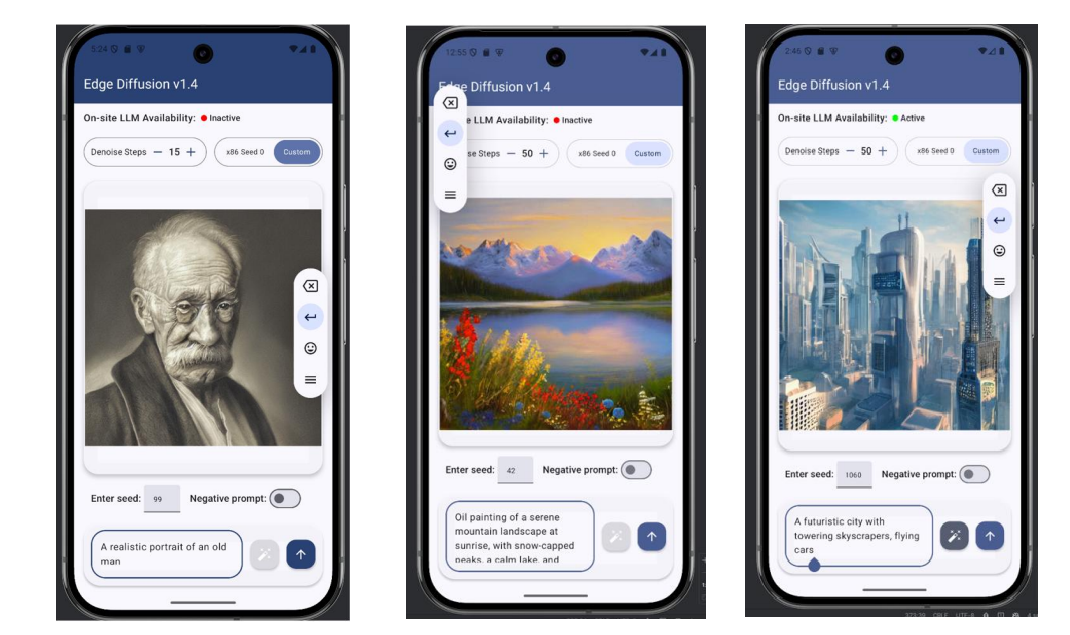 5:24
Edge Diffusion v1.4
On-site LLM Availability: Inactive
Denoise Steps — 15 +
x86 Seed 0 Custom
Enter seed: 99 Negative prompt:
A realistic portrait of an old
man
12:55
Edge Diffusion v1.4
e LLM Availability: Inactive
se Steps — 50 +
x86 Seed 0 Custom
Enter seed: 42 Negative prompt:
Oil painting of a serene
mountain landscape at
sunrise, with snow-capped
peaks, a calm lake, and
2:46
Edge Diffusion v1.4
On-site LLM Availability: Active
Denoise Steps — 50 +
x86 Seed 0 Custom
Enter seed: 1060 Negative prompt:
A futuristic city with
towering skyscrapers, flying
cars
CRLF UTF-8